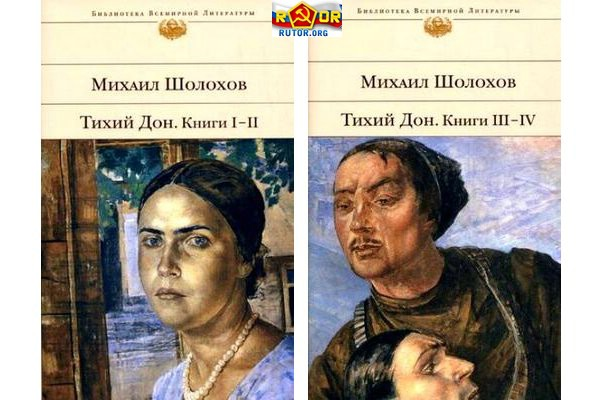 Библиотека Всемирной Литературы
Михаил Шолохов
Тихий Дон. Книги I–II
RUTOR
RUTOR.ORG
Библиотека Всемирной Литературы
Михаил Шолохов
Тихий Дон. Книги III–IV